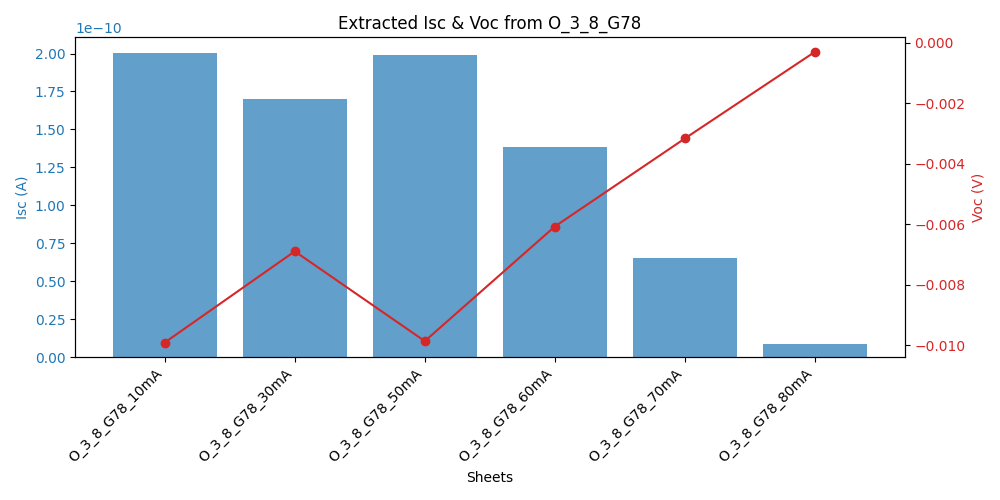 Extracted Isc & Voc from O_3_8_G78
1e−10
2.00
1.75
1.50
1.25
1.00
0.75
0.50
0.25
0.00
Isc (A)
0.000
−0.002
−0.004
−0.006
−0.008
−0.010
Voc (V)
O_3_8_G78_10mA
O_3_8_G78_30mA
O_3_8_G78_50mA
O_3_8_G78_60mA
O_3_8_G78_70mA
O_3_8_G78_80mA
Sheets